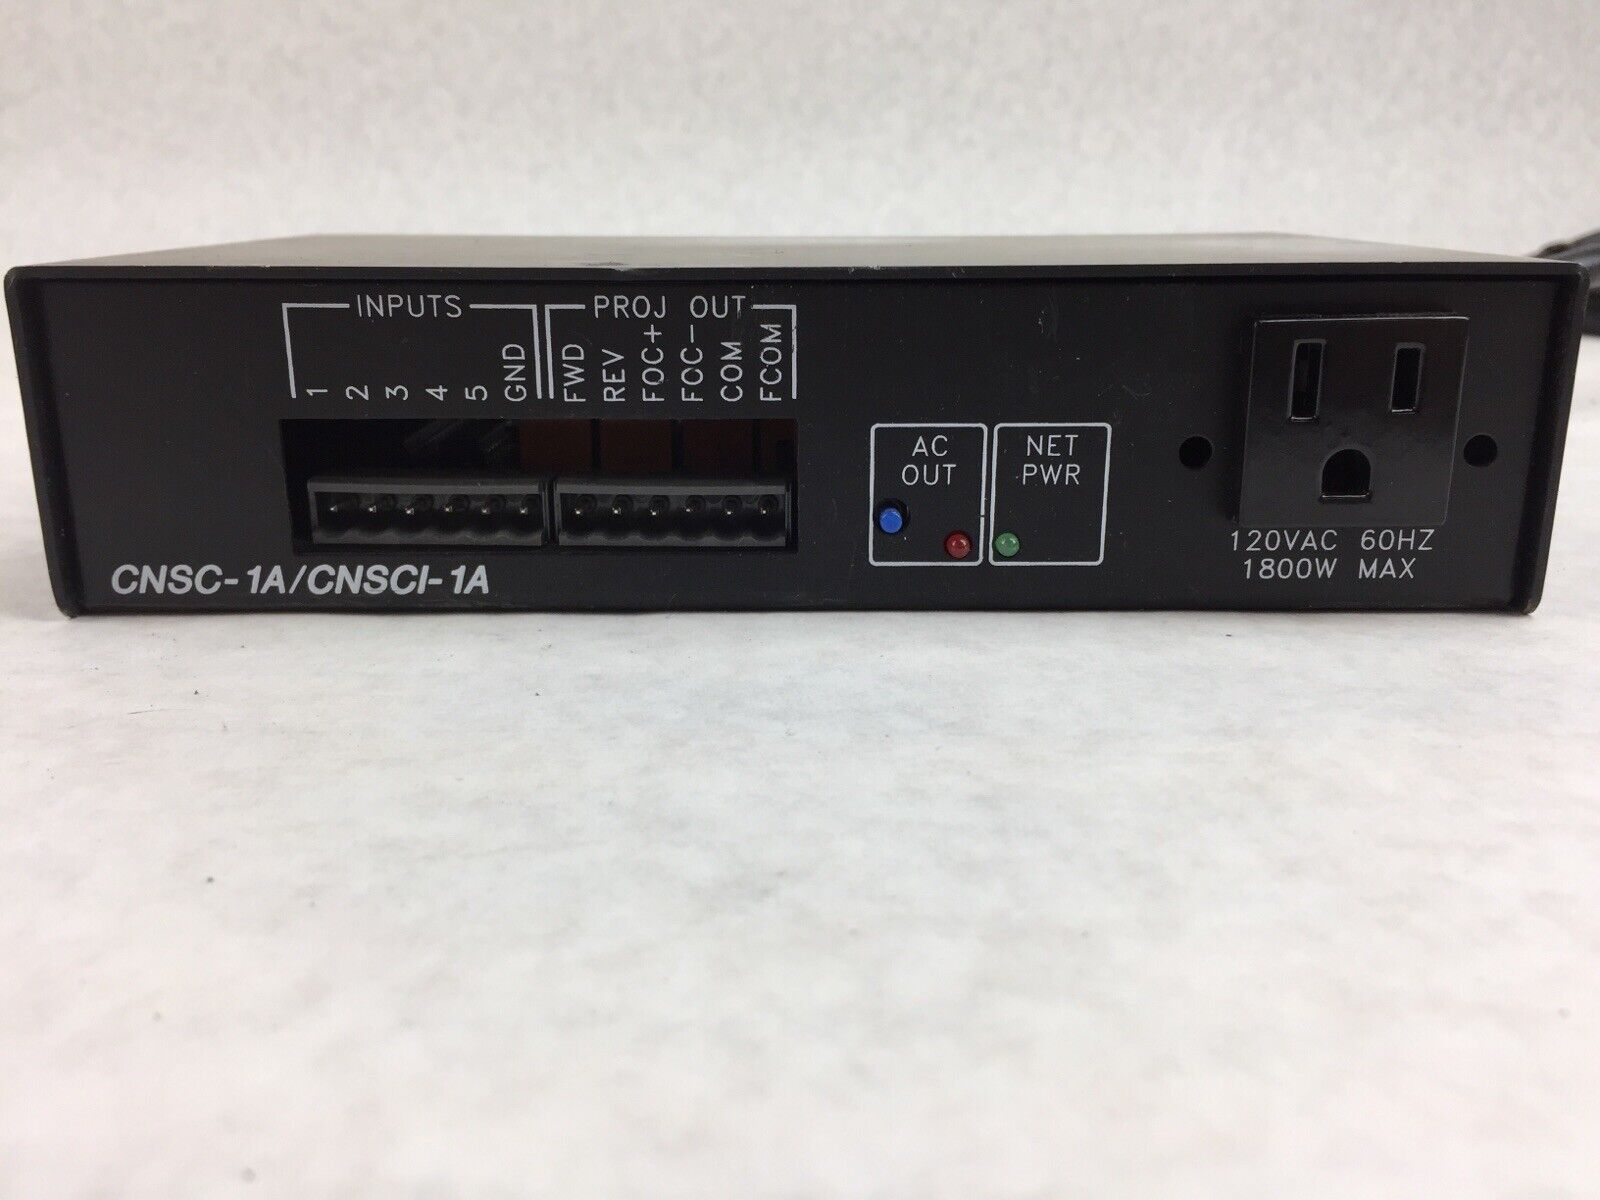 INPUTS
1 2 3 4 5 GND
PROJ OUT
FWD REV FOC+ FOC- COM FCOM
AC OUT
NET PWR
120VAC 60HZ
1800W MAX
CNSC-1A/CNSCI-1A